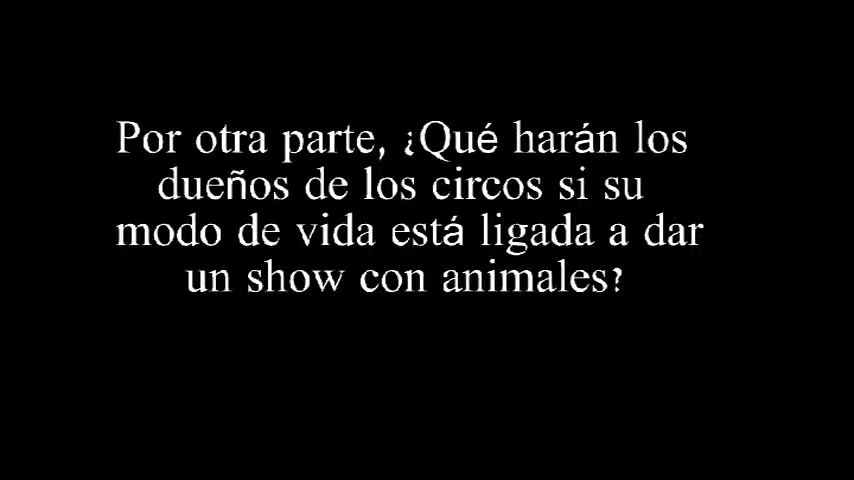 Por otra parte, ¿Qué harán los
dueños de los circos si su
modo de vida está ligada a dar
un show con animales?